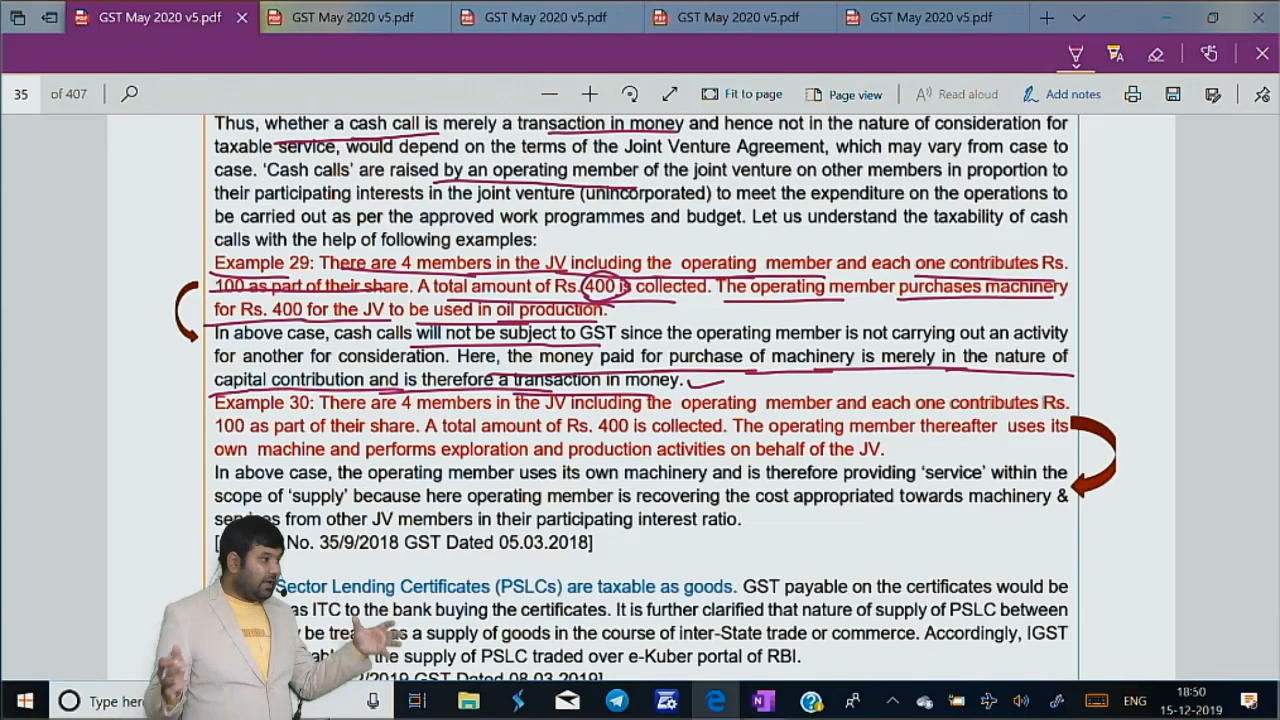 GST May 2020 v5.pdf
GST May 2020 v5.pdf
GST May 2020 v5.pdf
GST May 2020 v5.pdf
GST May 2020 v5.pdf
35 of 407
Fit to page
Page view
Read aloud
Add notes
Thus, whether a cash call is merely a transaction in money and hence not in the nature of consideration for
taxable service, would depend on the terms of the Joint Venture Agreement, which may vary from case to
case. ‘Cash calls’ are raised by an operating member of the joint venture on other members in proportion to
their participating interests in the joint venture (unincorporated) to meet the expenditure on the operations to
be carried out as per the approved work programmes and budget. Let us understand the taxability of cash
calls with the help of following examples:
Example 29: There are 4 members in the JV including the operating member and each one contributes Rs.
100 as part of their share. A total amount of Rs. 400 is collected. The operating member purchases machinery
for Rs. 400 for the JV to be used in oil production.
In above case, cash calls will not be subject to GST since the operating member is not carrying out an activity
for another for consideration. Here, the money paid for purchase of machinery is merely in the nature of
capital contribution and is therefore a transaction in money.
Example 30: There are 4 members in the JV including the operating member and each one contributes Rs.
100 as part of their share. A total amount of Rs. 400 is collected. The operating member thereafter uses its
own machine and performs exploration and production activities on behalf of the JV.
In above case, the operating member uses its own machinery and is therefore providing ‘service’ within the
scope of ‘supply’ because here operating member is recovering the cost appropriated towards machinery &
from other JV members in their participating interest ratio.
No. 35/9/2018 GST Dated 05.03.2018]
Sector Lending Certificates (PSLCs) are taxable as goods. GST payable on the certificates would be
as ITC to the bank buying the certificates. It is further clarified that nature of supply of PSLC between
be as a supply of goods in the course of inter-State trade or commerce. Accordingly, IGST
the supply of PSLC traded over e-Kuber portal of RBI.
2019 GST Dated 08.03.2019]
Type
ENG
18:50
15-12-2019